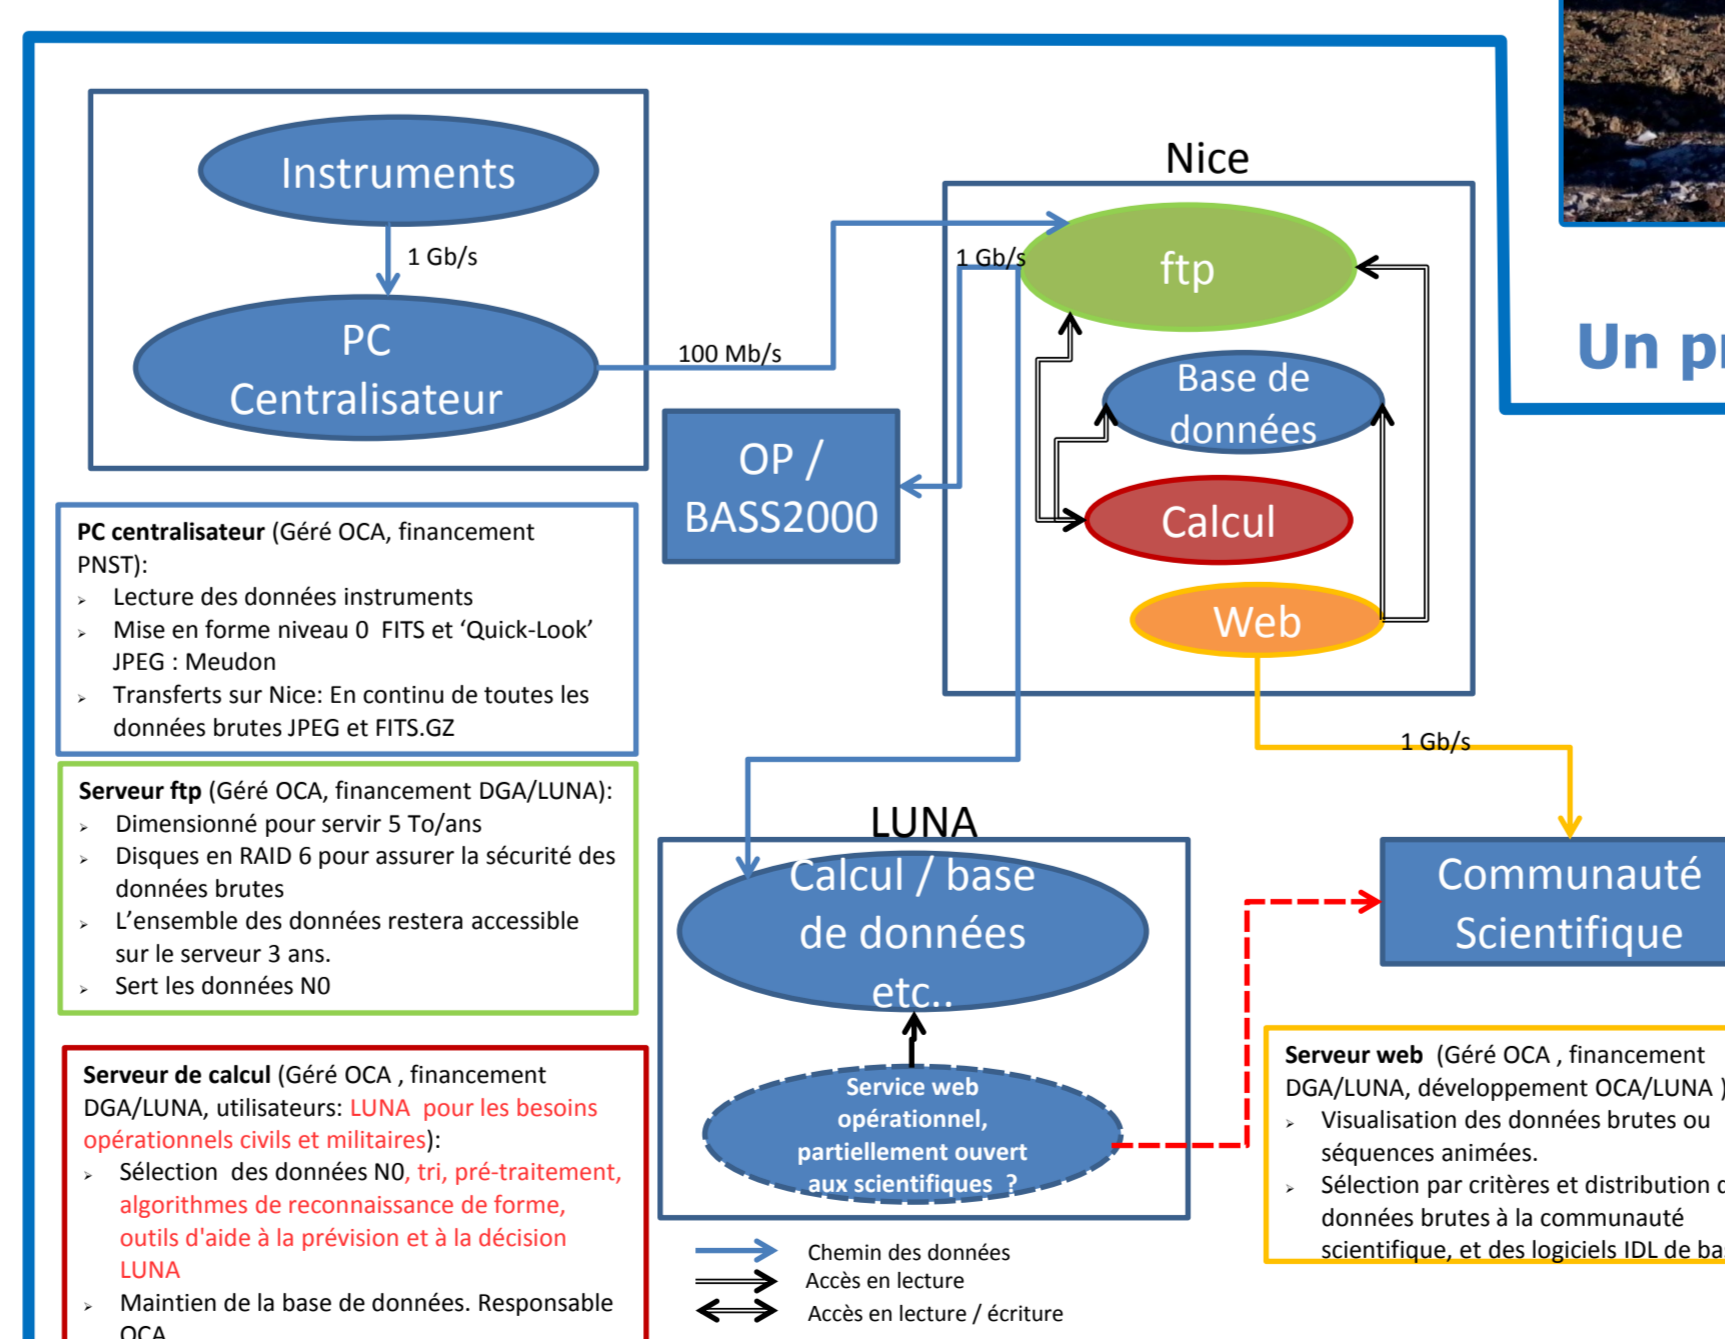 Instruments
1 Gb/s
PC
Centralisateur
100 Mb/s
Nice
1 Gb/s
ftp
Base de
données
Calcul
Web
OP /
BASS2000
1 Gb/s
Un
PC centralisateur (Géré OCA, financement
PNST):
➢ Lecture des données instruments
➢ Mise en forme niveau 0 FITS et ‘Quick-Look’
JPEG : Meudon
➢ Transferts sur Nice: En continu de toutes les
données brutes JPEG et FITS.GZ
Serveur ftp (Géré OCA, financement DGA/LUNA):
➢ Dimensionné pour servir 5 To/ans
➢ Disques en RAID 6 pour assurer la sécurité des
données brutes
➢ L’ensemble des données restera accessible
sur le serveur 3 ans.
➢ Sert les données N0
Serveur de calcul (Géré OCA , financement
DGA/LUNA, utilisateurs: LUNA pour les besoins
opérationnels civils et militaires):
➢ Sélection des données N0, tri, pré-traitement,
algorithmes de reconnaissance de forme,
outils d'aide à la prévision et à la décision
LUNA
➢ Maintien de la base de données. Responsable
OCA
LUNA
Calcul / base
de données
etc..
Service web
opérationnel,
partiellement ouvert
aux scientifiques ?
Communauté
Scientifique
Serveur web (Géré OCA , financement
DGA/LUNA, développement OCA/LUNA )
➢ Visualisation des données brutes ou
séquences animées.
➢ Sélection par critères et distribution
données brutes à la communauté
scientifique, et des logiciels IDL de
Chemin des données
Accès en lecture
Accès en lecture / écriture